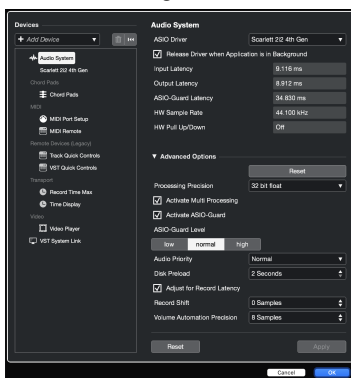 Devices
+ Add Device
Audio System
Scarlett 2i2 4th Gen
Chord Pads
Chord Pads
MIDI
MIDI Port Setup
MIDI Remote
Remote Devices (Legacy)
Track Quick Controls
VST Quick Controls
Transport
Record Time Max
Time Display
Video
Video Player
VST System Link
Audio System
ASIO Driver
Scarlett 2i2 4th Gen
Release Driver when Application is in Background
Input Latency
9.116 ms
Output Latency
8.912 ms
ASIO-Guard Latency
34.830 ms
HW Sample Rate
44.100 kHz
HW Pull Up/Down
Off
Advanced Options
Reset
Processing Precision
32 bit float
Activate Multi Processing
Activate ASIO-Guard
ASIO-Guard Level
low normal high
Audio Priority
Normal
Disk Preload
2 Seconds
Adjust for Record Latency
Record Shift
0 Samples
Volume Automation Precision
8 Samples
Reset
Apply
Cancel
OK